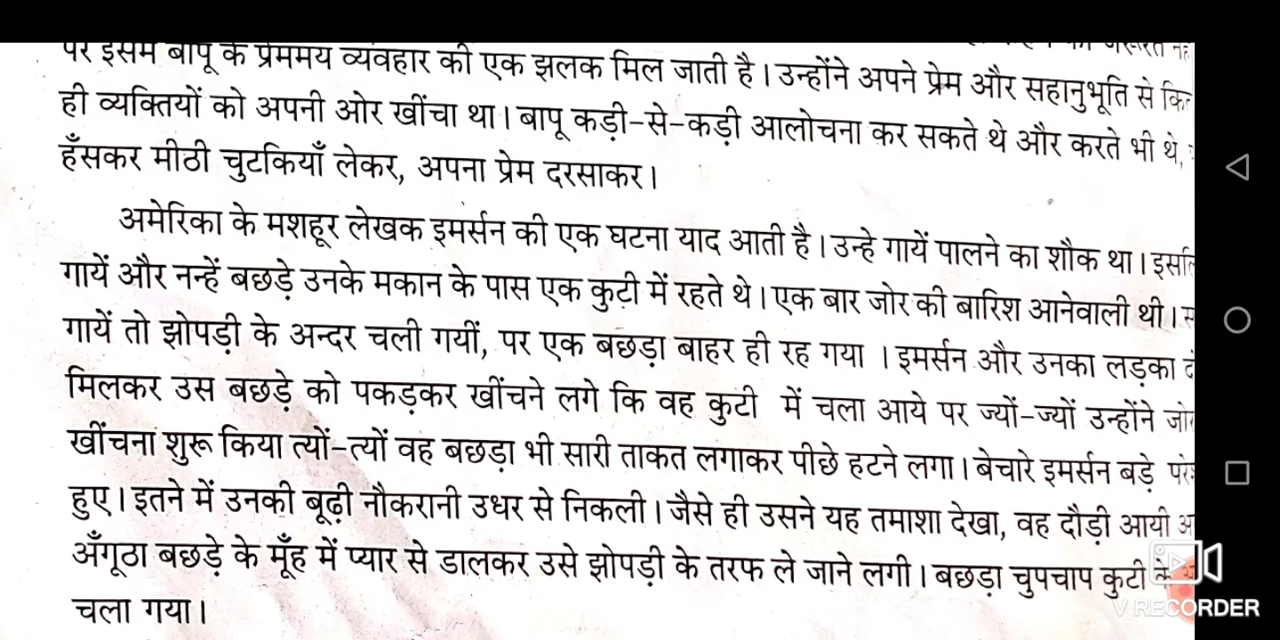 पर इसमें बापू के प्रेममय व्यवहार की एक झलक मिल जाती है। उन्होंने अपने प्रेम और सहानुभूति से
ही व्यक्तियों को अपनी ओर खींचा था। बापू कड़ी-से-कड़ी आलोचना कर सकते थे और करते भी थे,
हँसकर मीठी चुटकियाँ लेकर, अपना प्रेम दरसाकर।
अमेरिका के मशहूर लेखक इमर्सन की एक घटना याद आती है। उन्हे गायें पालने का शौक था।
गायें और नन्हें बछड़े उनके मकान के पास एक कुटी में रहते थे। एक बार जोर की बारिश आनेवाली थी।
गायें तो झोपड़ी के अन्दर चली गयीं, पर एक बछड़ा बाहर ही रह गया । इमर्सन और उनका लड़का
मिलकर उस बछड़े को पकड़कर खींचने लगे कि वह कुटी में चला आये पर ज्यों-ज्यों उन्होंने
खींचना शुरू किया त्यों-त्यों वह बछड़ा भी सारी ताकत लगाकर पीछे हटने लगा। बेचारे इमर्सन बड़े
हुए। इतने में उनकी बूढ़ी नौकरानी उधर से निकली। जैसे ही उसने यह तमाशा देखा, वह दौड़ी आयी
अँगूठा बछड़े के मूँह में प्यार से डालकर उसे झोपड़ी के तरफ ले जाने लगी। बछड़ा चुपचाप कुटी के
चला गया।
V RECORDER